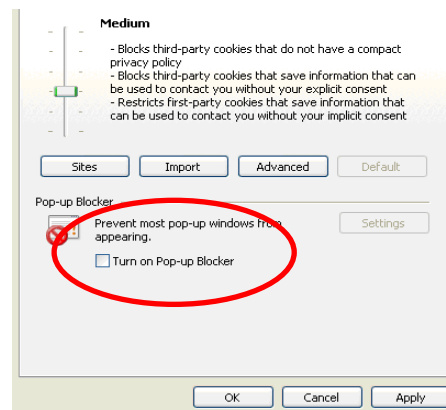 Medium
- Blocks third-party cookies that do not have a compact
privacy policy
- Blocks third-party cookies that save information that can
be used to contact you without your explicit consent
- Restricts first-party cookies that save information that
can be used to contact you without your implicit consent
Sites Import Advanced Default
Pop-up Blocker
Prevent most pop-up windows from Settings
appearing.
Turn on Pop-up Blocker
OK Cancel Apply